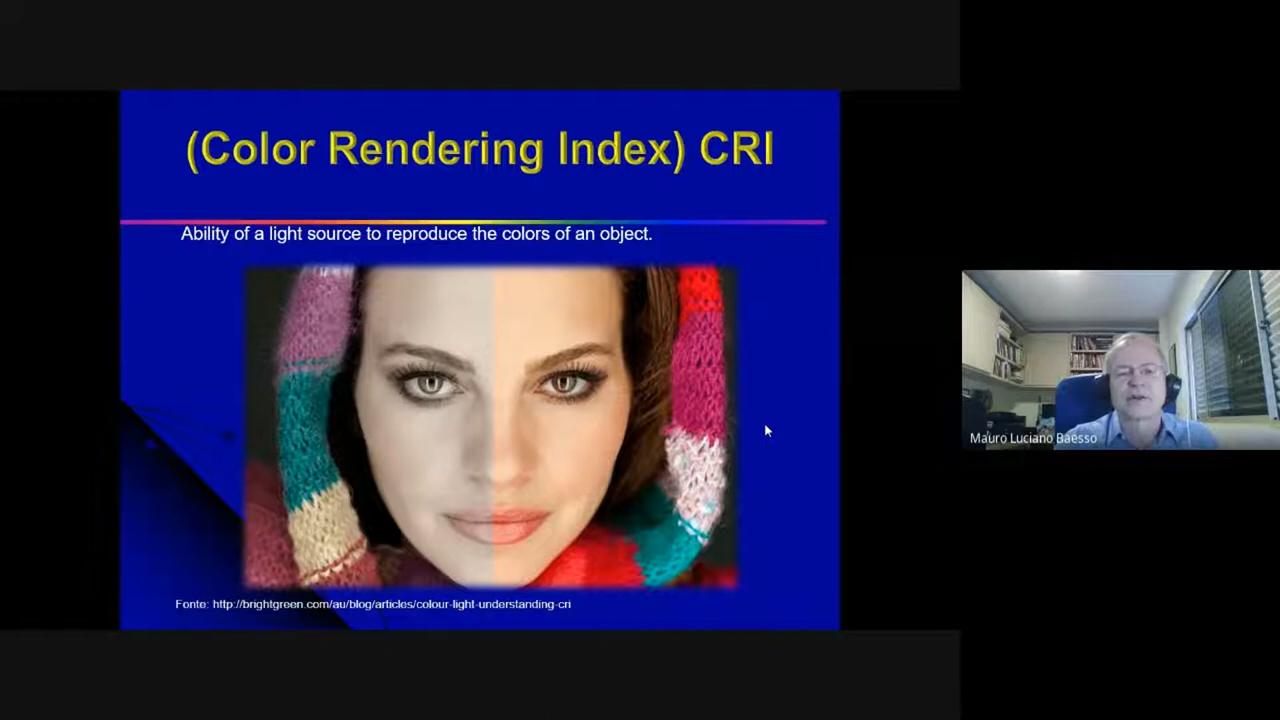 (Color Rendering Index) CRI
Ability of a light source to reproduce the colors of an object.
Fonte: http://brightgreen.com/au/blog/articles/colour-light-understanding-cri
Mauro Luciano Baesso